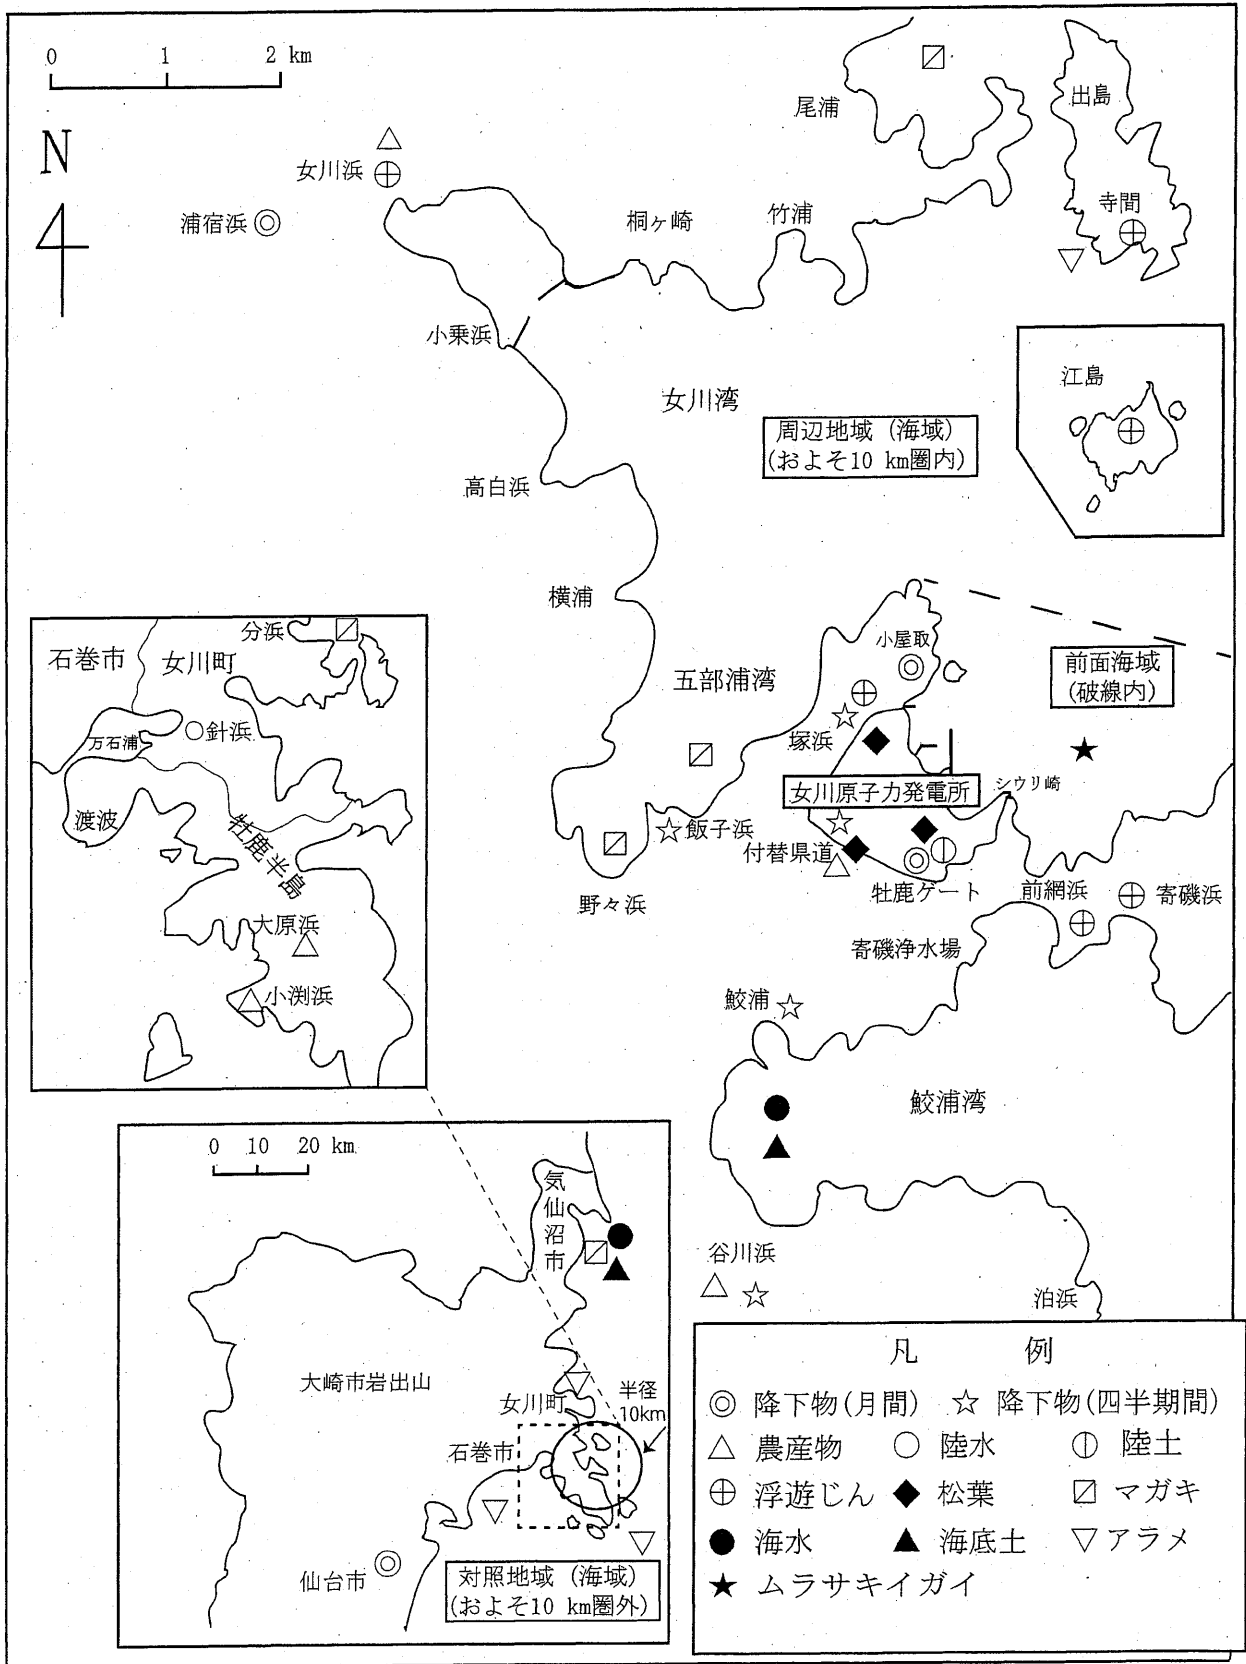 0 1 2 km
N
尾浦
出島
女川浜
浦宿浜
桐ヶ崎
竹浦
寺間
小乗浜
女川湾
江島
周辺地域 (海域)
(およそ10 km圏内)
高白浜
横浦
小屋取
前面海域
(破線内)
五部浦湾
塚浜
女川原子力発電所
シウリ崎
飯子浜
付替県道
野々浜
牡鹿ゲート
前網浜
寄磯浜
寄磯浄水場
鮫浦
鮫浦湾
谷川浜
泊浜
分浜
石巻市
女川町
針浜
万石浦
渡波
牡鹿半島
大原浜
小渕浜
0 10 20 km
気仙沼市
大崎市岩出山
女川町
半径
10km
石巻市
仙台市
対照地域 (海域)
(およそ10 km圏外)
凡 例
◎ 降下物(月間) ☆ 降下物(四半期間)
△ 農産物 ○ 陸水 ⦶ 陸土
⊕ 浮遊じん ◆ 松葉 ⍁ マガキ
● 海水 ▲ 海底土 ▽ アラメ
★ ムラサキイガイ